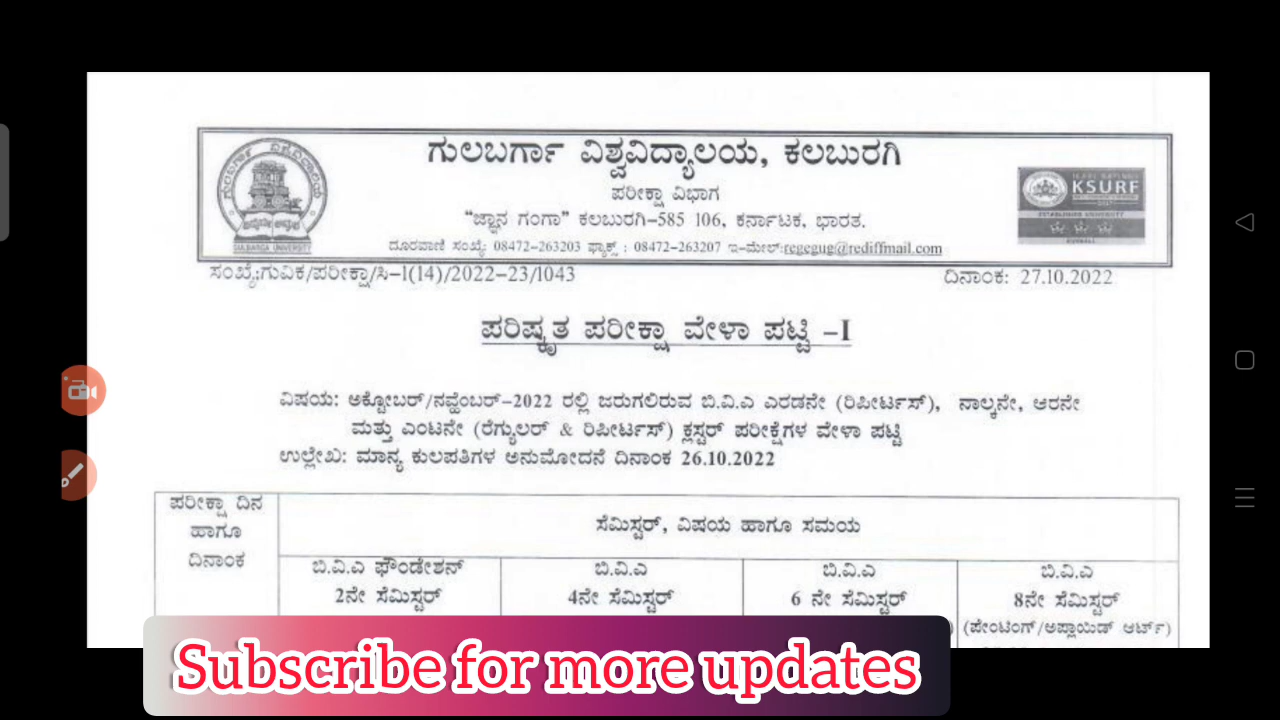 ಗುಲಬರ್ಗಾ ವಿಶ್ವವಿದ್ಯಾಲಯ, ಕಲಬುರಗಿ
ಪರೀಕ್ಷಾ ವಿಭಾಗ
“ಜ್ಞಾನ ಗಂಗಾ” ಕಲಬುರಗಿ-585 106, ಕರ್ನಾಟಕ, ಭಾರತ.
ದೂರವಾಣಿ ಸಂಖ್ಯೆ: 08472-263203 ಫ್ಯಾಕ್ಸ್ : 08472-263207 ಇ-ಮೇಲ್:regegug@rediffmail.com
KSURF
ಸಂಖ್ಯೆ:ಗುವಿಕ/ಪರೀಕ್ಷಾ/ಸಿ-I(14)/2022-23/1043
ದಿನಾಂಕ: 27.10.2022
ಪರಿಷ್ಕೃತ ಪರೀಕ್ಷಾ ವೇಳಾ ಪಟ್ಟಿ -I
ವಿಷಯ: ಅಕ್ಟೋಬರ್/ನವ್ಹೆಂಬರ್-2022 ರಲ್ಲಿ ಜರುಗಲಿರುವ ಬಿ.ವಿ.ಎ ಎರಡನೇ (ರಿಪೀರ್ಟಸ್), ನಾಲ್ಕನೇ, ಆರನೇ
ಮತ್ತು ಎಂಟನೇ (ರೆಗ್ಯುಲರ್ & ರಿಪೀರ್ಟಸ್) ಕ್ಲಸ್ಟರ್ ಪರೀಕ್ಷೆಗಳ ವೇಳಾ ಪಟ್ಟಿ
ಉಲ್ಲೇಖ: ಮಾನ್ಯ ಕುಲಪತಿಗಳ ಅನುಮೋದನೆ ದಿನಾಂಕ 26.10.2022
ಪರೀಕ್ಷಾ ದಿನ
ಹಾಗೂ
ದಿನಾಂಕ
ಸೆಮಿಸ್ಟರ್, ವಿಷಯ ಹಾಗೂ ಸಮಯ
ಬಿ.ವಿ.ಎ ಫೌಂಡೇಶನ್
2ನೇ ಸೆಮಿಸ್ಟರ್
ಬಿ.ವಿ.ಎ
4ನೇ ಸೆಮಿಸ್ಟರ್
ಬಿ.ವಿ.ಎ
6 ನೇ ಸೆಮಿಸ್ಟರ್
ಬಿ.ವಿ.ಎ
8ನೇ ಸೆಮಿಸ್ಟರ್
(ಪೇಂಟಿಂಗ್/ಅಪ್ಲಾಯಿಡ್ ಆರ್ಟ್)
Subscribe for more updates